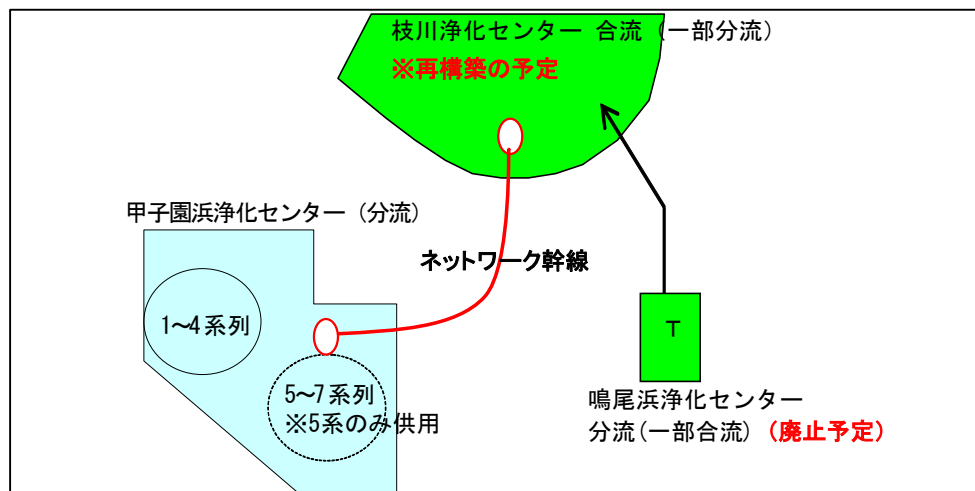 枝川浄化センター 合流（一部分流）
※再構築の予定
甲子園浜浄化センター（分流）
ネットワーク幹線
1～4系列
T
5～7系列
※5系のみ供用
鳴尾浜浄化センター
分流(一部合流)（廃止予定）